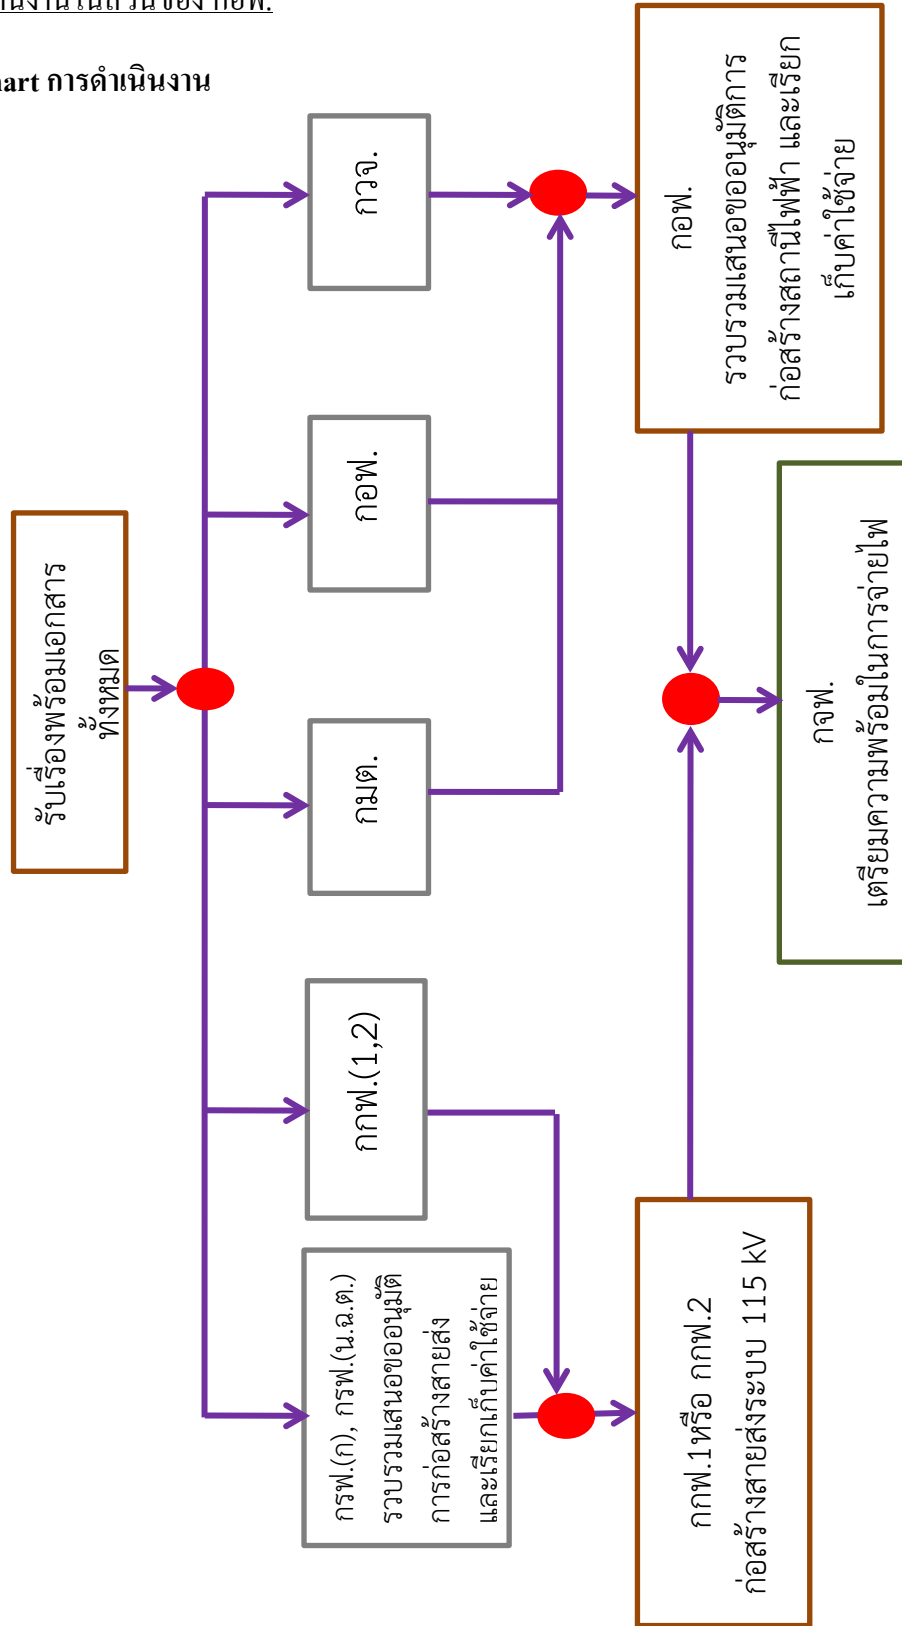 การดำเนินงาน
รับเรื่องพร้อมเอกสาร
ทั้งหมด
กรฟ.(ก), กรฟ.(น.ฉ.ต.)
รวบรวมเสนอขออนุมัติ
การก่อสร้างสายส่ง
และเรียกเก็บค่าใช้จ่าย
กกฟ.(1,2)
กมต.
กอฟ.
กวจ.
กกฟ.1หรือ กกฟ.2
ก่อสร้างสายส่งระบบ 115 kV
กอฟ.
รวบรวมเสนอขออนุมัติการ
ก่อสร้างสถานีไฟฟ้า และเรียก
เก็บค่าใช้จ่าย
กจฟ.
เตรียมความพร้อมในการจ่ายไฟ